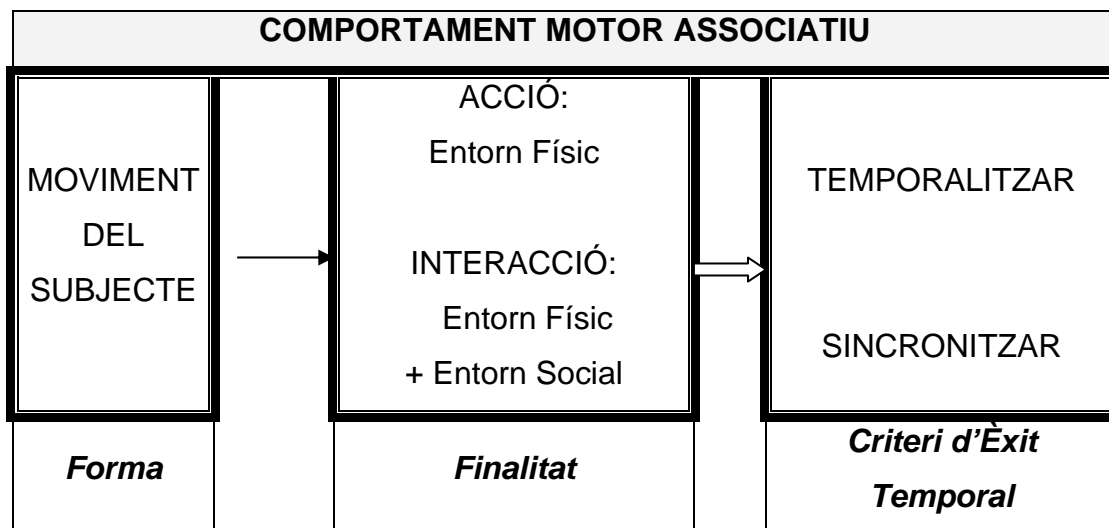 COMPORTAMENT MOTOR ASSOCIATIU
MOVIMENT
DEL
SUBJECTE
ACCIÓ:
Entorn Físic
INTERACCIÓ:
Entorn Físic
+ Entorn Social
TEMPORALITZAR
SINCRONITZAR
Forma
Finalitat
Criteri d'Èxit
Temporal